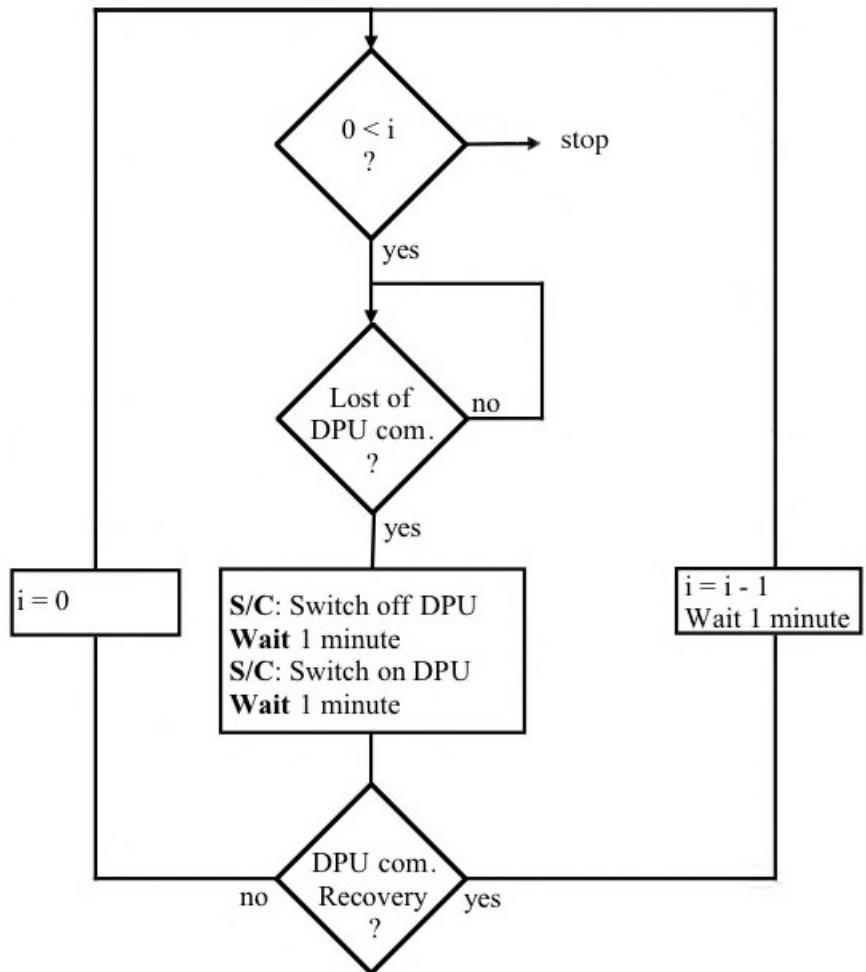 0 < i
?
stop
yes
Lost of
DPU com.
?
no
yes
i = 0
S/C: Switch off DPU
Wait 1 minute
S/C: Switch on DPU
Wait 1 minute
i = i - 1
Wait 1 minute
DPU com.
Recovery
?
no
yes